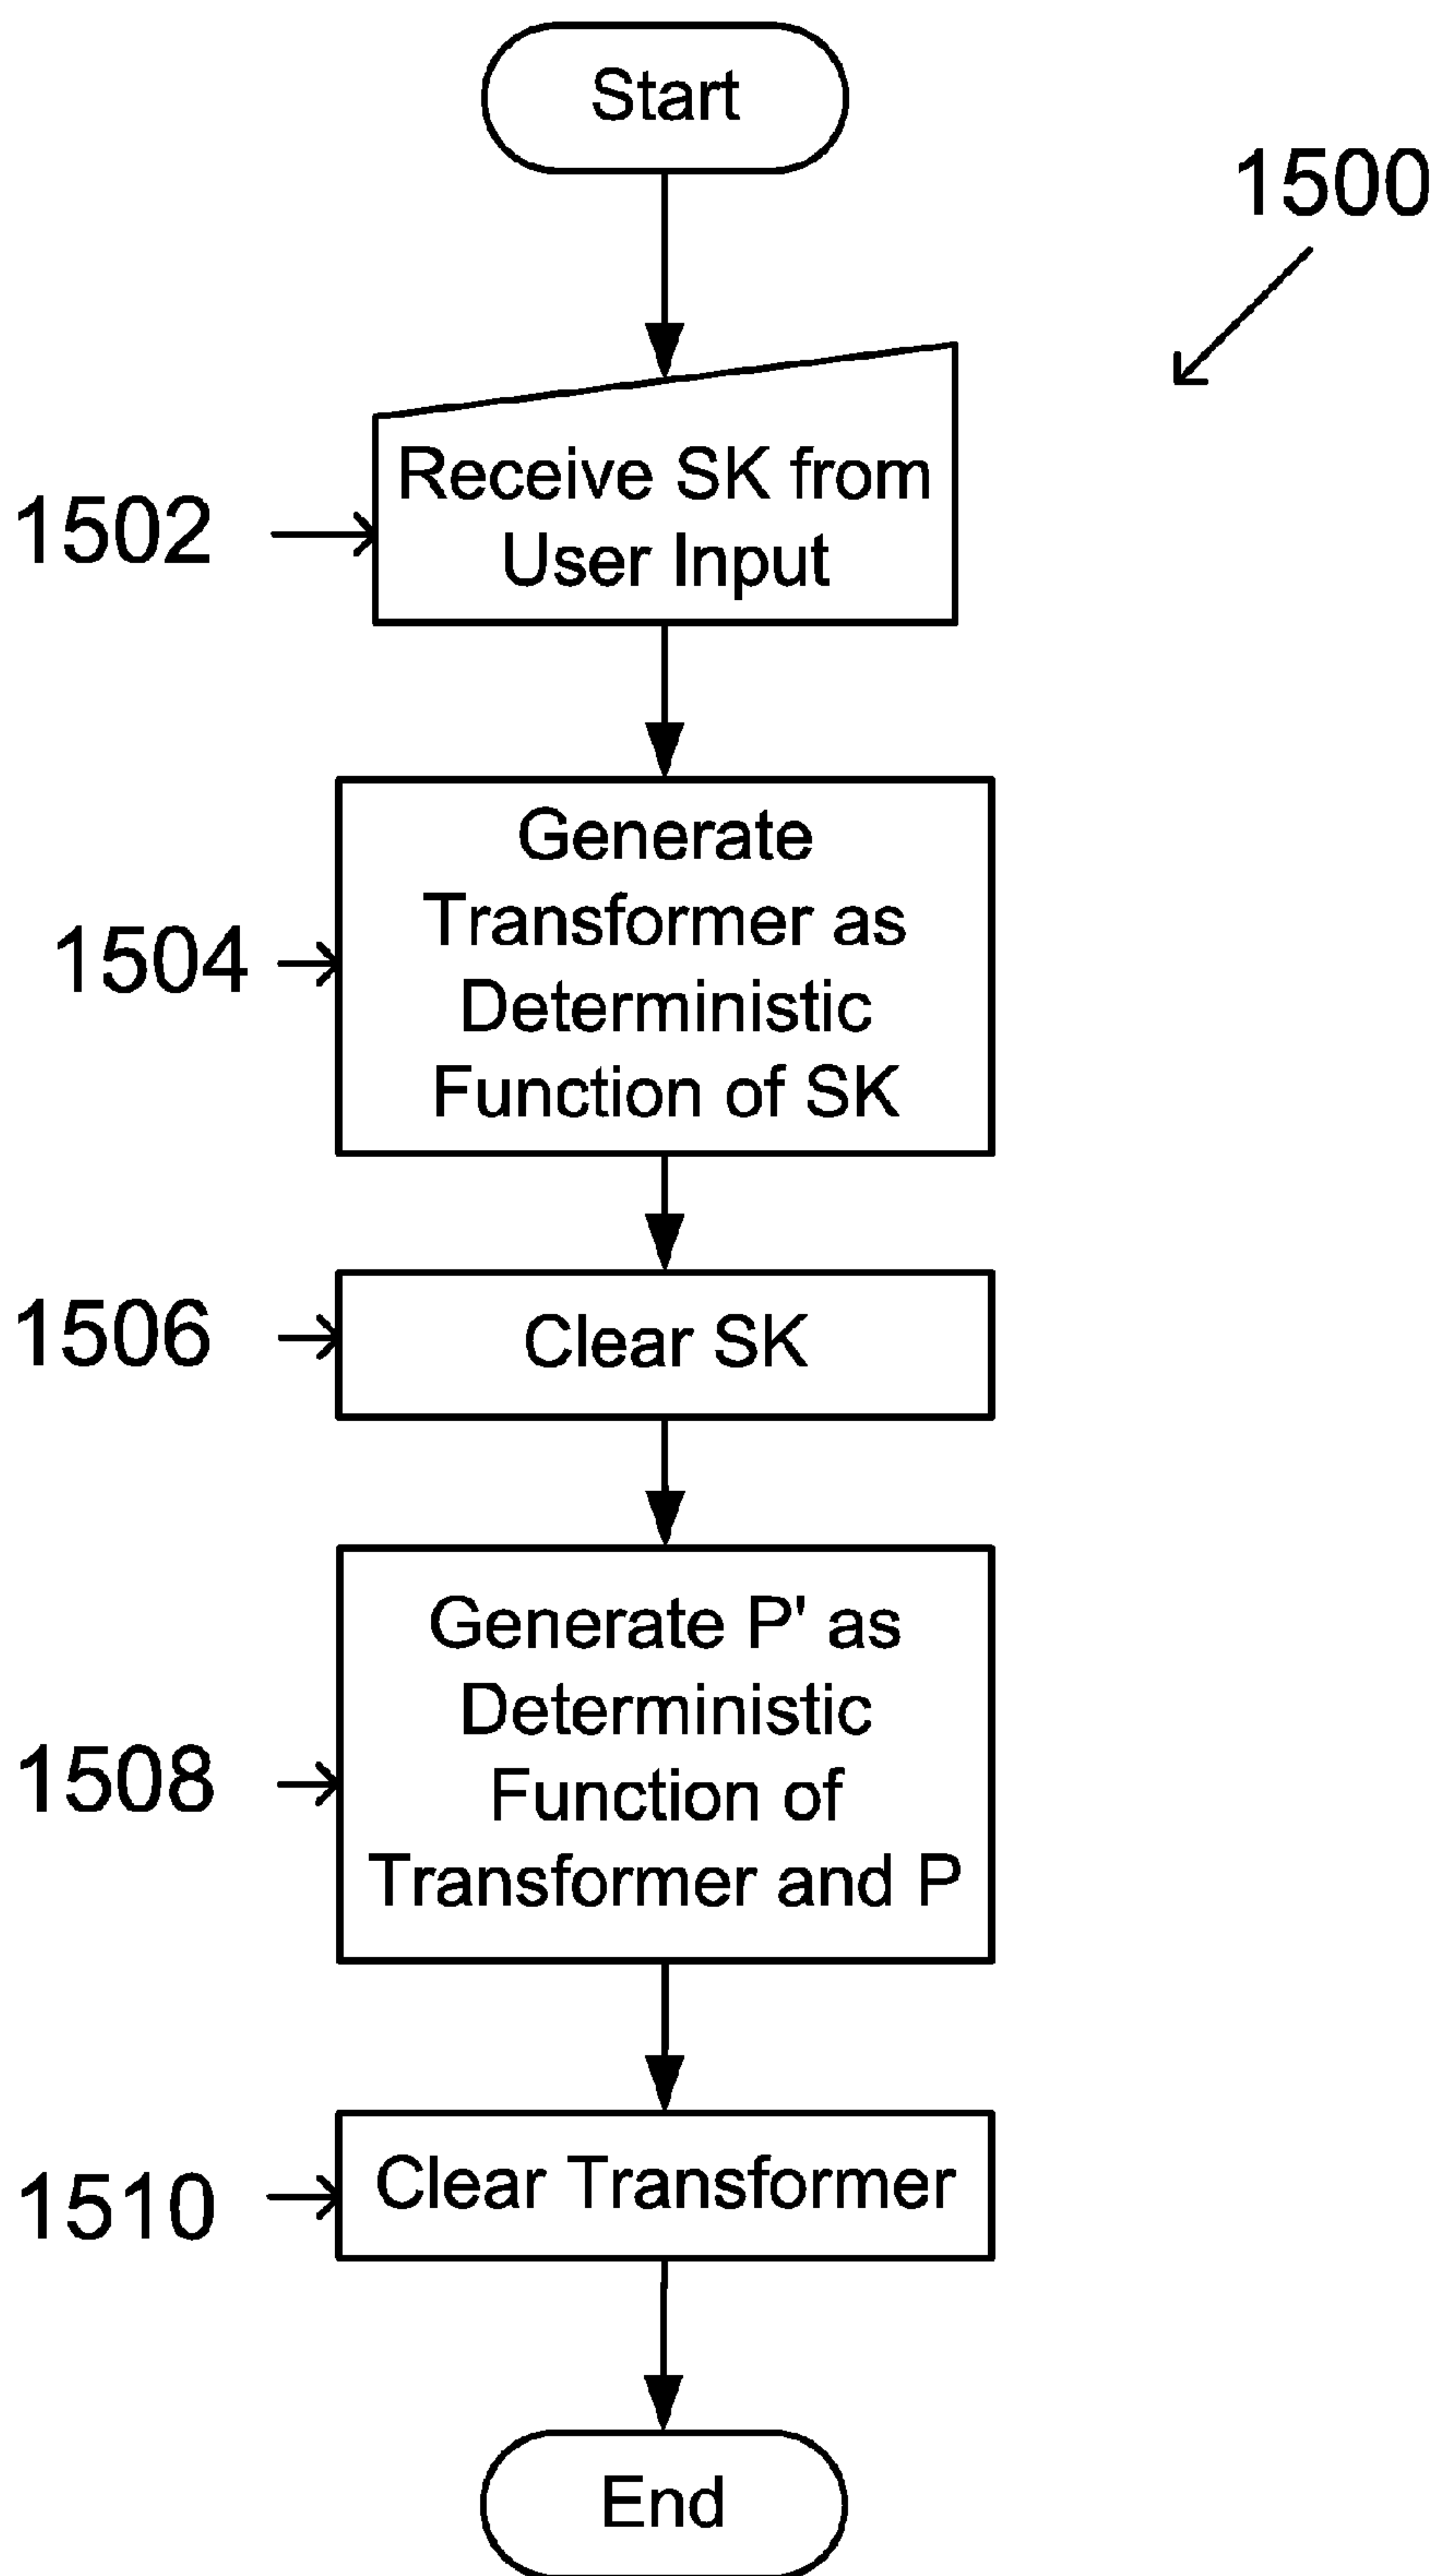 Start
1500
Receive SK from
User Input
1502
Generate
Transformer as
Deterministic
Function of SK
1504
Clear SK
1506
Generate P' as
Deterministic
Function of
Transformer and P
1508
Clear Transformer
1510
End